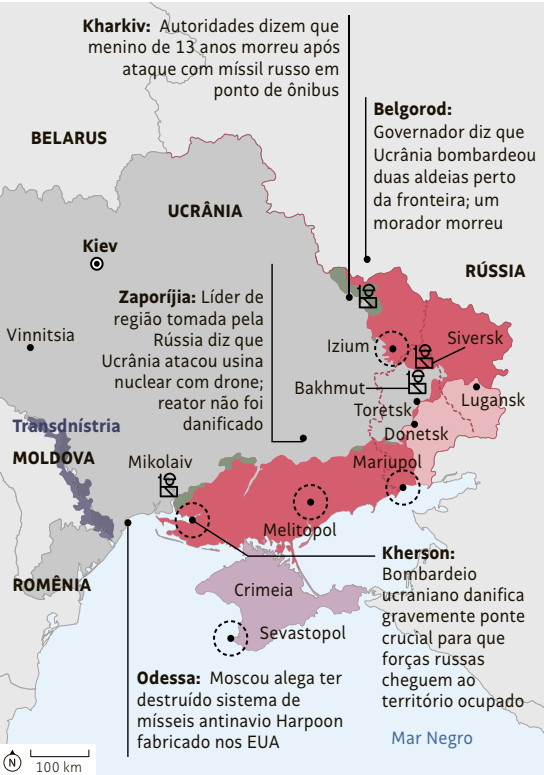 Kharkiv: Autoridades dizem que
menino de 13 anos morreu após
ataque com míssil russo em
ponto de ônibus
Belgorod:
Governador diz que
Ucrânia bombardeou
duas aldeias perto
da fronteira; um
morador morreu
BELARUS
UCRÂNIA
Kiev
RÚSSIA
Zaporíjia: Líder de
região tomada pela
Rússia diz que
Ucrânia atacou usina
nuclear com drone;
reator não foi
danificado
Vinnitsia
Izium
Siversk
Bakhmut
Toretsk
Lugansk
Donetsk
Transdnístria
MOLDOVA
Mikolaiv
Mariupol
Melitopol
ROMÊNIA
Kherson:
Bombardeio
ucraniano danifica
gravemente ponte
crucial para que
forças russas
cheguem ao
território ocupado
Crimeia
Sevastopol
Odessa: Moscou alega ter
destruído sistema de
mísseis antinavio Harpoon
fabricado nos EUA
Mar Negro
N
100 km